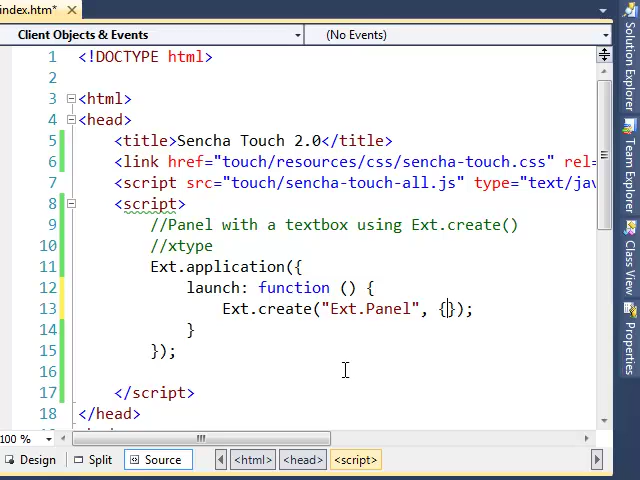 index.htm*
Client Objects & Events
(No Events)
1 <!DOCTYPE html>
2
3 <html>
4 <head>
5 <title>Sencha Touch 2.0</title>
6 <link href="touch/resources/css/sencha-touch.css" rel=
7 <script src="touch/sencha-touch-all.js" type="text/jav
8 <script>
9 //Panel with a textbox using Ext.create()
10 //xtype
11 Ext.application({
12 launch: function () {
13 Ext.create("Ext.Panel", {});
14 }
15 });
16
17 </script>
18 </head>
100 %
Design
Split
Source
<html>
<head>
<script>
Solution Explorer
Team Explorer
Class View
Properties